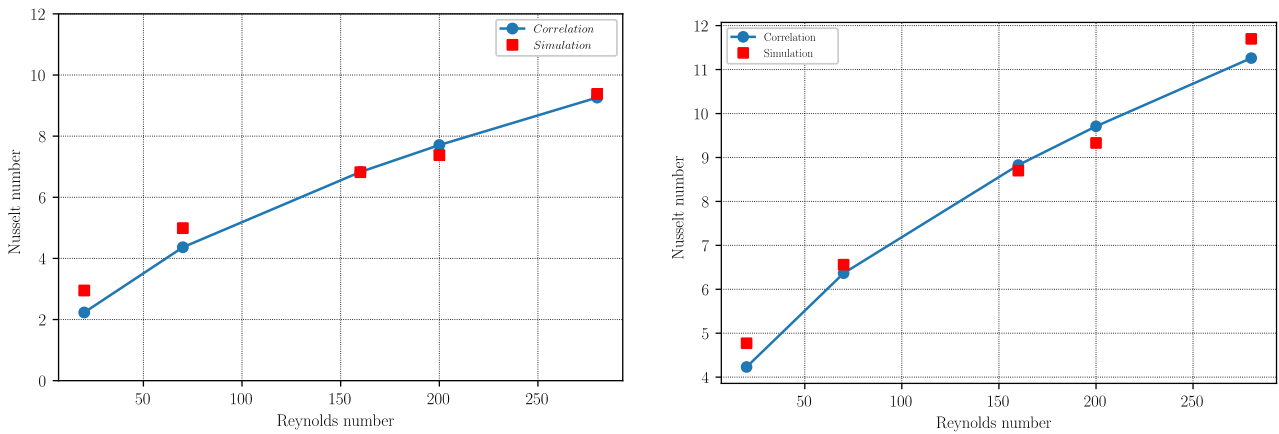 12
10
8
6
4
2
0
Nusselt number
50 100 150 200 250
Reynolds number
Correlation
Simulation
12
11
10
9
8
7
6
5
4
Nusselt number
50 100 150 200 250
Reynolds number
Correlation
Simulation